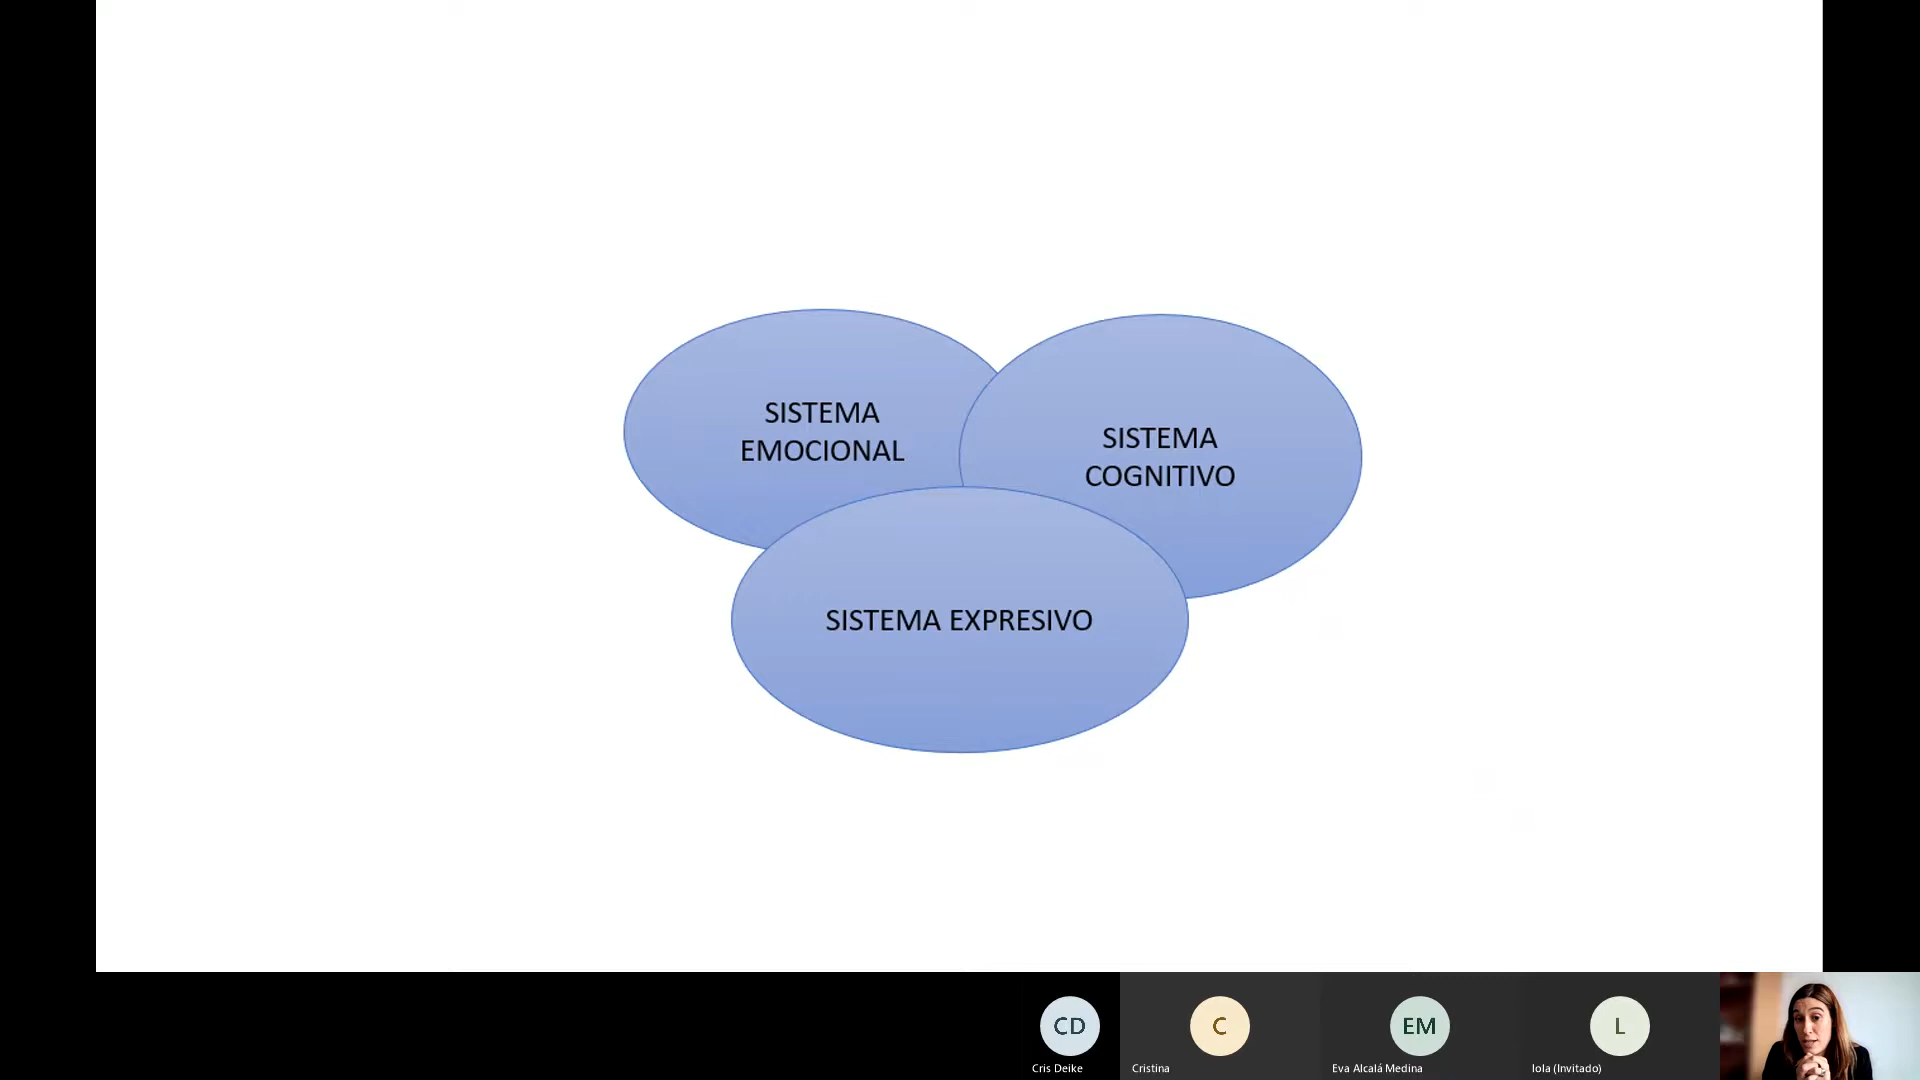 SISTEMA
EMOCIONAL
SISTEMA
COGNITIVO
SISTEMA EXPRESIVO
CD
C
EM
L
Cris Deike
Cristina
Eva Alcalá Medina
lola (Invitado)